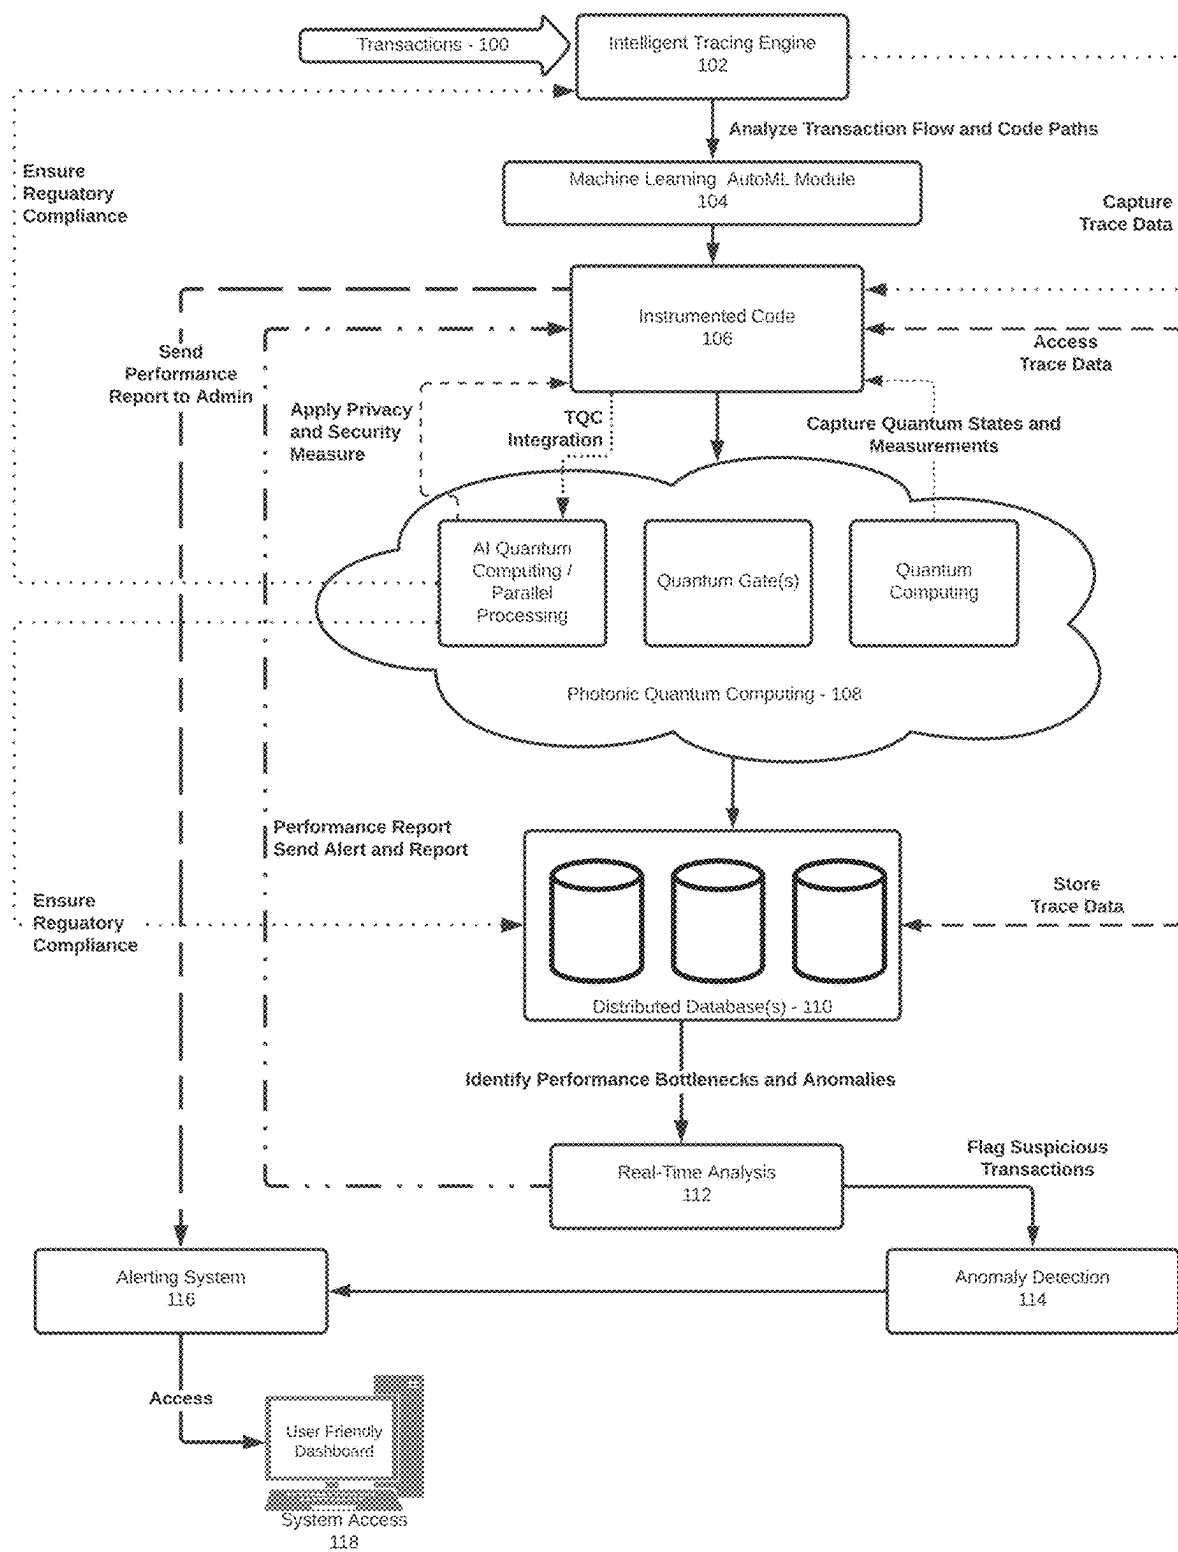 Transactions - 100
Intelligent Tracing Engine
102
Analyze Transaction Flow and Code Paths
Ensure
Reguatory
Compliance
Machine Learning  AutoML Module
104
Capture
Trace Data
Instrumented Code
106
Send
Performance
Report to Admin
Access
Trace Data
Apply Privacy
and Security
Measure
TQC
Integration
Capture Quantum States and
Measurements
AI Quantum
Computing /
Parallel
Processing
Quantum Gate(s)
Quantum
Computing
Photonic Quantum Computing - 108
Performance Report
Send Alert and Report
Ensure
Reguatory
Compliance
Store
Trace Data
Distributed Database(s) - 110
Identify Performance Bottlenecks and Anomalies
Real-Time Analysis
112
Flag Suspicious
Transactions
Alerting System
116
Anomaly Detection
114
Access
User Friendly
Dashboard
System Access
118